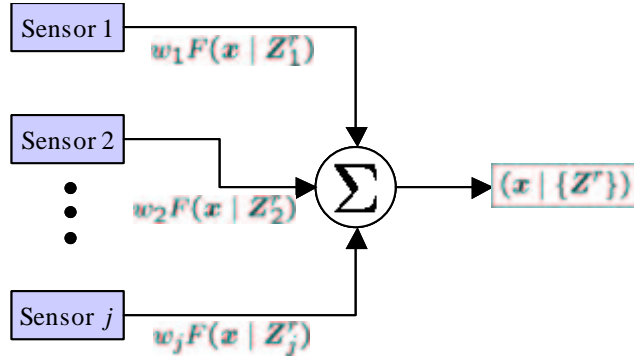 Sensor 1
w₁F(x | Z₁ʳ)
Sensor 2
w₂F(x | Z₂ʳ)
Σ
(x | {Zʳ})
Sensor j
wⱼF(x | Zⱼʳ)